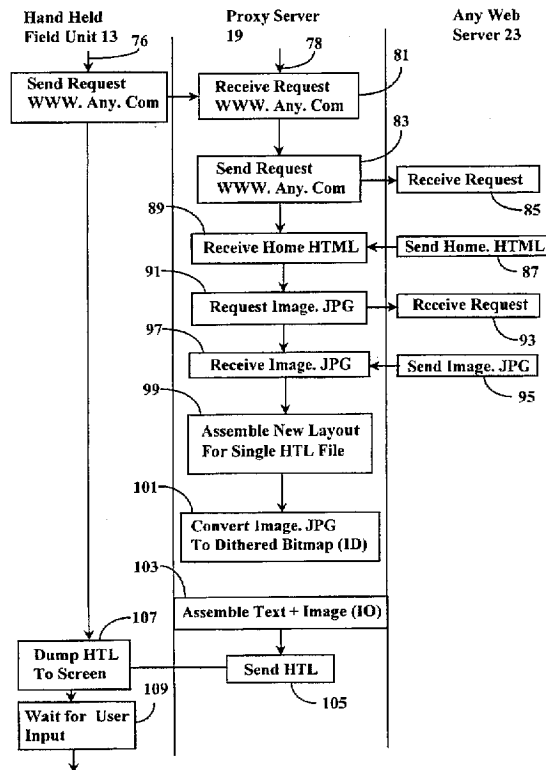 Hand Held
Field Unit 13
76
Proxy Server
19
78
Any Web
Server 23
81
Send Request
WWW. Any. Com
Receive Request
WWW. Any. Com
83
Send Request
WWW. Any. Com
Receive Request
85
89
Receive Home HTML
Send Home. HTML
87
91
Request Image. JPG
Receive Request
93
97
Receive Image. JPG
Send Image. JPG
95
99
Assemble New Layout
For Single HTL File
101
Convert Image. JPG
To Dithered Bitmap (ID)
103
Assemble Text + Image (IO)
107
Dump HTL
To Screen
Send HTL
105
109
Wait for User
Input